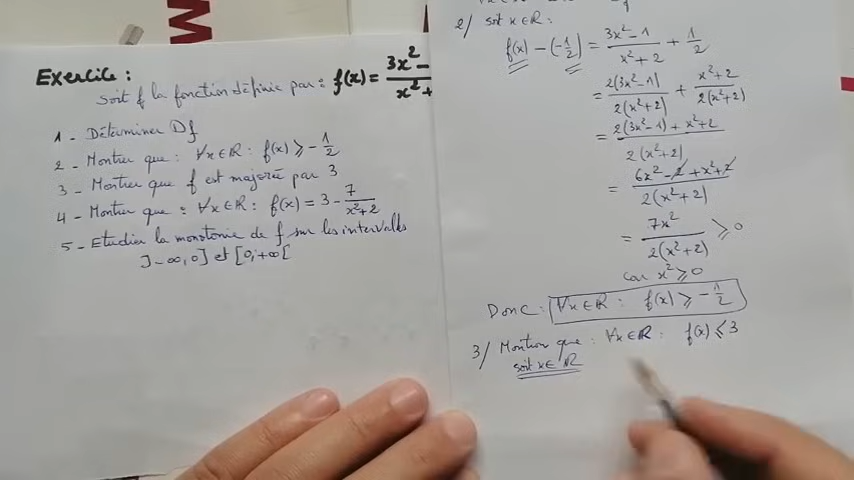 Exercice :
soit f la fonction définie par : f(x) = 3x² - / x² +
1 - Déterminer Df
2 - Montrer que : ∀x∈ℝ : f(x) ⩾ -1/2
3 - Montrer que f est majorée par 3
4 - Montrer que : ∀x∈ℝ : f(x) = 3 - 7/(x²+2)
5 - Etudier la monotonie de f sur les intervalles
]-∞,0] et [0,+∞[
2/ soit x∈ℝ :
f(x) - (-1/2) = (3x²-1)/(x²+2) + 1/2
= 2(3x²-1)/2(x²+2) + (x²+2)/2(x²+2)
= (2(3x²-1) + x²+2)/2(x²+2)
= (6x²-2+x²+2)/2(x²+2)
= 7x²/2(x²+2) ⩾ 0
car x² ⩾ 0
Donc : ∀x∈ℝ : f(x) ⩾ -1/2
3/ Montrer que : ∀x∈ℝ : f(x) ⩽ 3
soit x∈ℝ